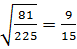 √(81/225) = 9/15